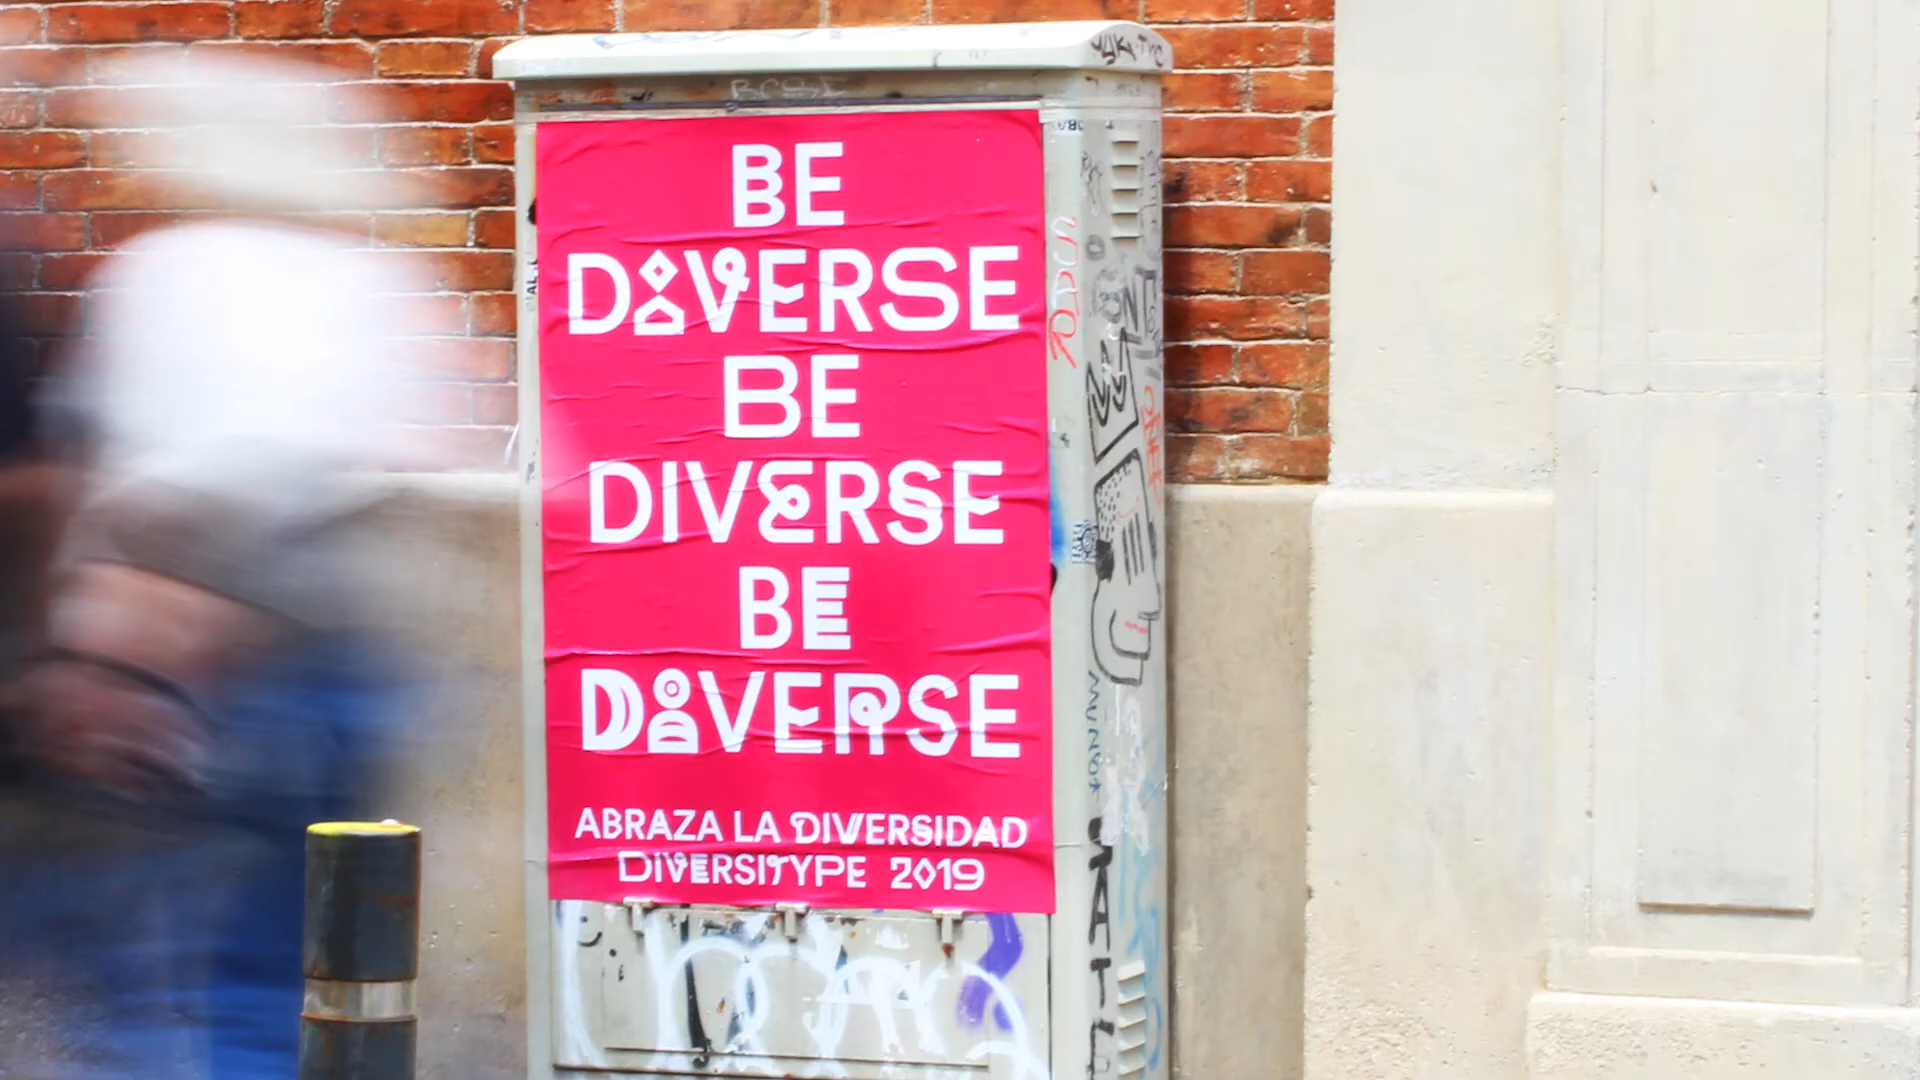 BE
DIVERSE
BE
DIVERSE
BE
DIVERSE
ABRAZA LA DIVERSIDAD
DIVERSITYPE 2019